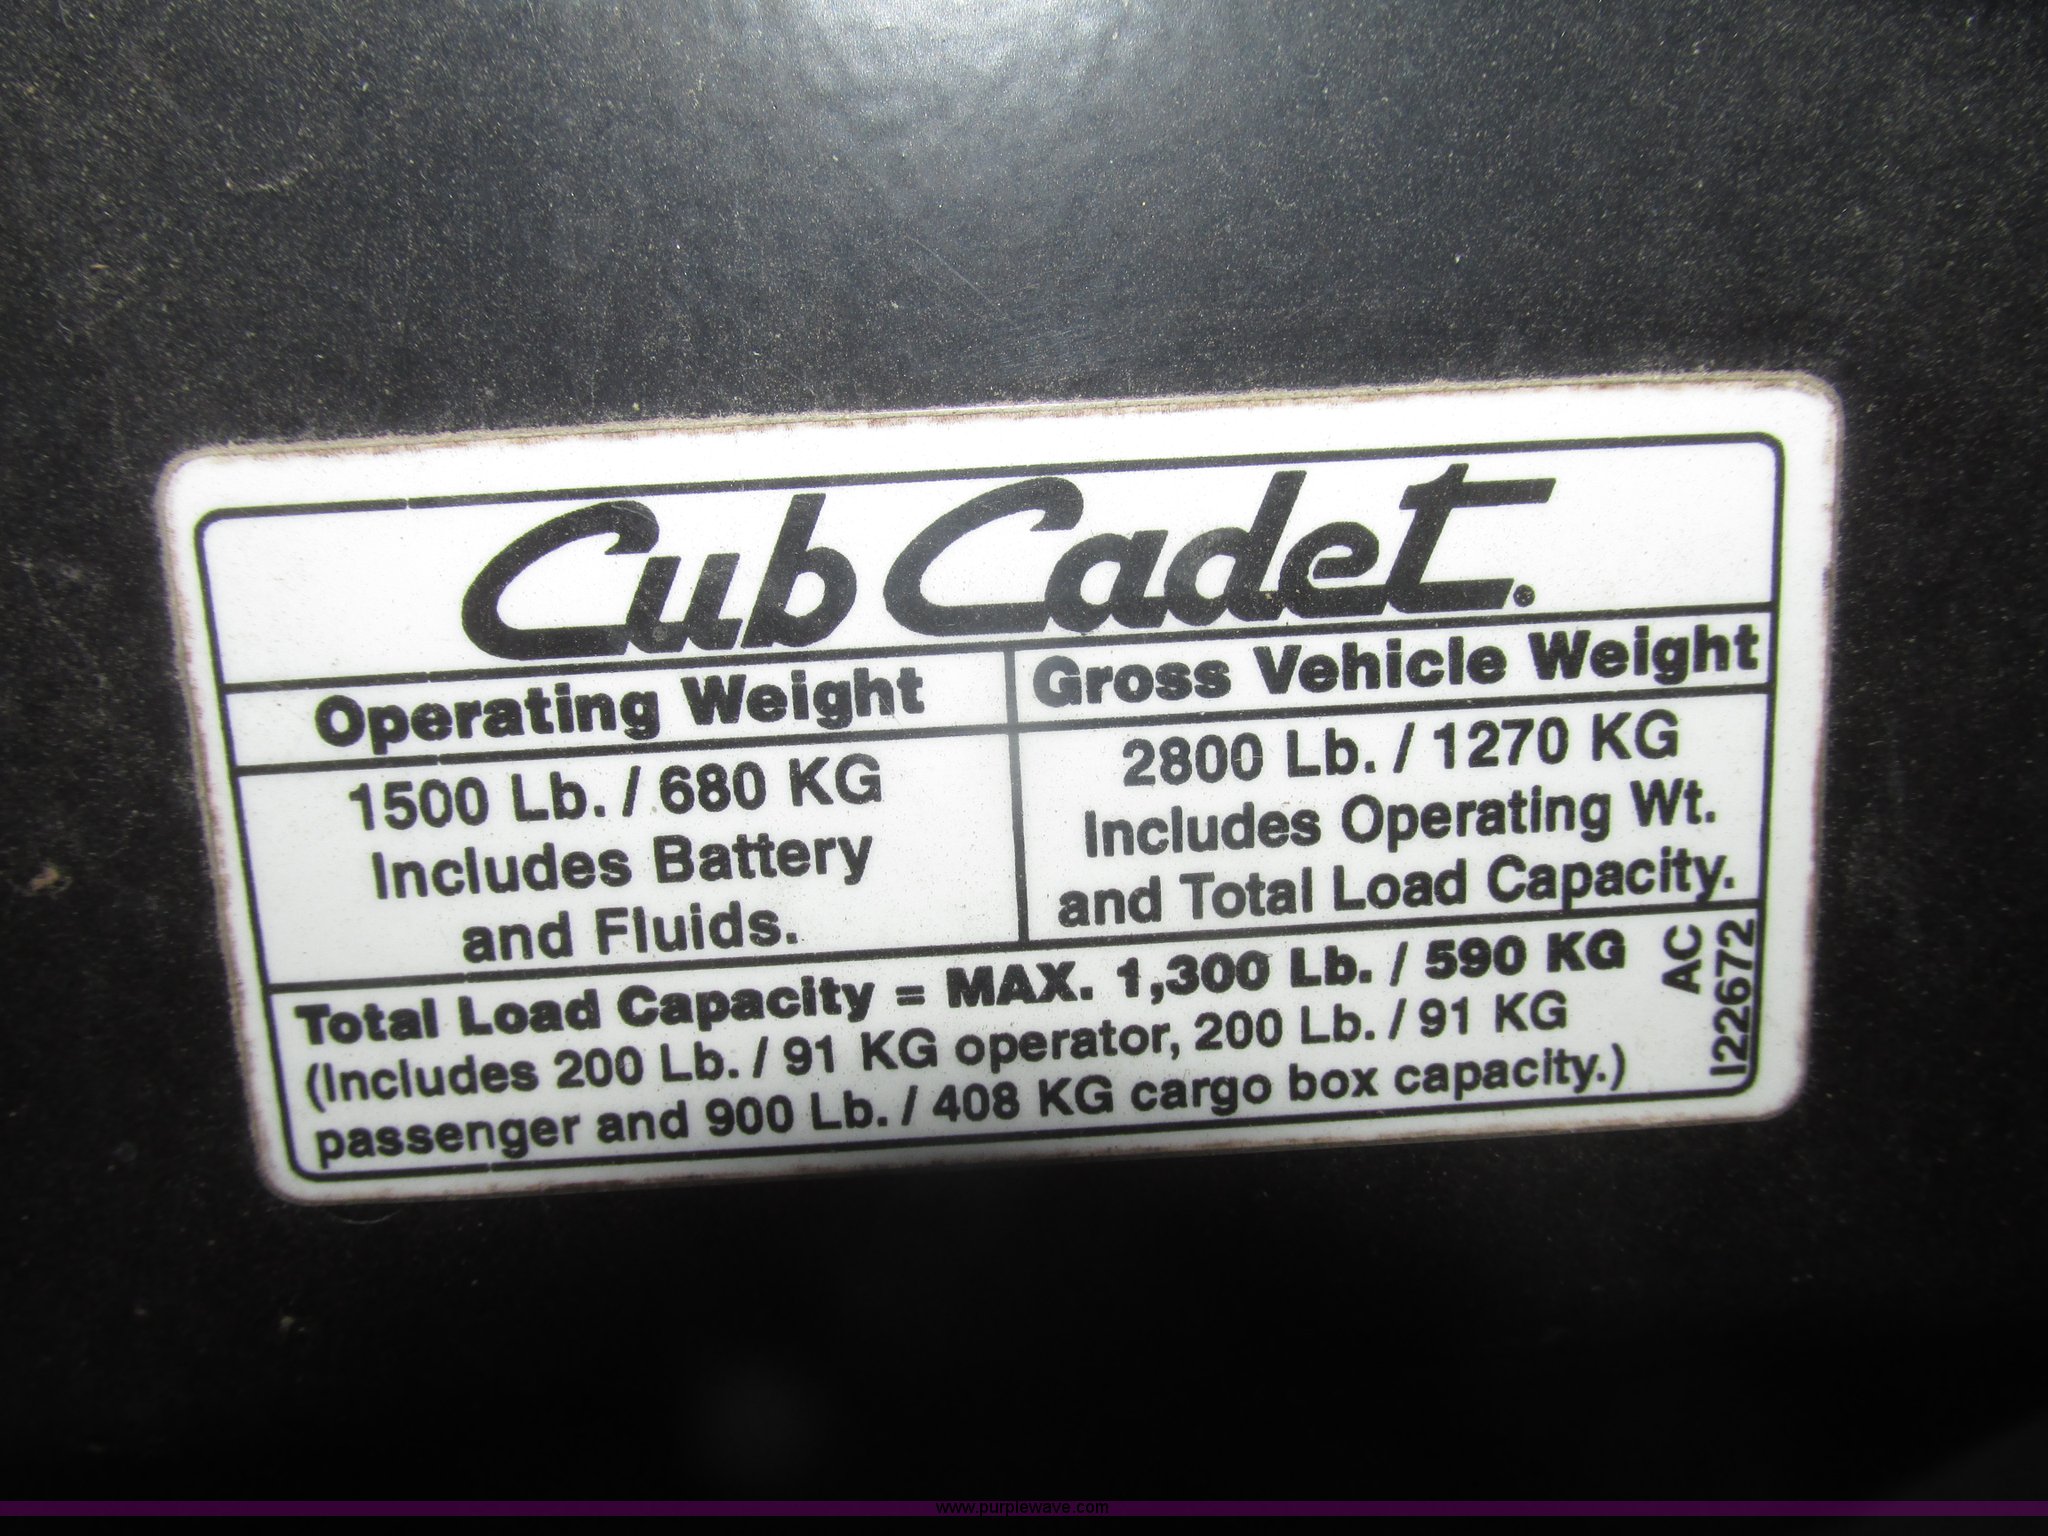 Cub Cadet.
Operating Weight
1500 Lb. / 680 KG
Includes Battery
and Fluids.
Gross Vehicle Weight
2800 Lb. / 1270 KG
Includes Operating Wt.
and Total Load Capacity.
Total Load Capacity = MAX. 1,300 Lb. / 590 KG
(Includes 200 Lb. / 91 KG operator, 200 Lb. / 91 KG
passenger and 900 Lb. / 408 KG cargo box capacity.)
AC
I22672
www.purplewave.com